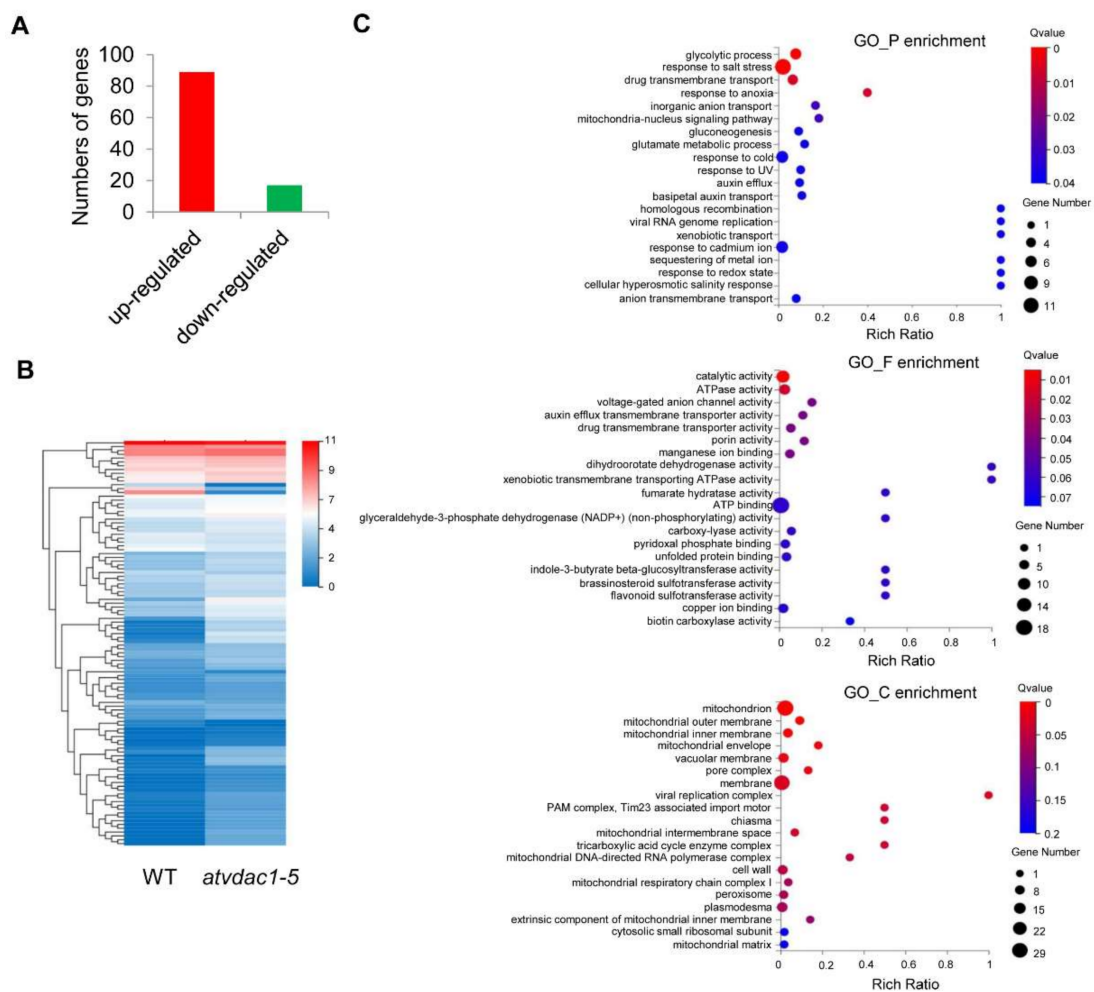 A
Numbers of genes
100
80
60
40
20
0
up-regulated
down-regulated
B
11
9
7
4
2
0
WT
atvdac1-5
C
GO_P enrichment
glycolytic process
response to salt stress
drug transmembrane transport
response to anoxia
inorganic anion transport
mitochondria-nucleus signaling pathway
gluconeogenesis
glutamate metabolic process
response to cold
response to UV
auxin efflux
basipetal auxin transport
homologous recombination
viral RNA genome replication
xenobiotic transport
response to cadmium ion
sequestering of metal ion
response to redox state
cellular hyperosmotic salinity response
anion transmembrane transport
0 0.2 0.4 0.6 0.8 1
Rich Ratio
Qvalue
0
0.01
0.02
0.03
0.04
Gene Number
1
4
6
9
11
GO_F enrichment
catalytic activity
ATPase activity
voltage-gated anion channel activity
auxin efflux transmembrane transporter activity
drug transmembrane transporter activity
porin activity
manganese ion binding
dihydroorotate dehydrogenase activity
xenobiotic transmembrane transporting ATPase activity
fumarate hydratase activity
ATP binding
glyceraldehyde-3-phosphate dehydrogenase (NADP+) (non-phosphorylating) activity
carboxy-lyase activity
pyridoxal phosphate binding
unfolded protein binding
indole-3-butyrate beta-glucosyltransferase activity
brassinosteroid sulfotransferase activity
flavonoid sulfotransferase activity
copper ion binding
biotin carboxylase activity
0 0.2 0.4 0.6 0.8 1
Rich Ratio
Qvalue
0.01
0.02
0.03
0.04
0.05
0.06
0.07
Gene Number
1
5
10
14
18
GO_C enrichment
mitochondrion
mitochondrial outer membrane
mitochondrial inner membrane
mitochondrial envelope
vacuolar membrane
pore complex
membrane
viral replication complex
PAM complex, Tim23 associated import motor
chiasma
mitochondrial intermembrane space
tricarboxylic acid cycle enzyme complex
mitochondrial DNA-directed RNA polymerase complex
cell wall
mitochondrial respiratory chain complex I
peroxisome
plasmodesma
extrinsic component of mitochondrial inner membrane
cytosolic small ribosomal subunit
mitochondrial matrix
0 0.2 0.4 0.6 0.8 1
Rich Ratio
Qvalue
0
0.05
0.1
0.15
0.2
Gene Number
1
8
15
22
29